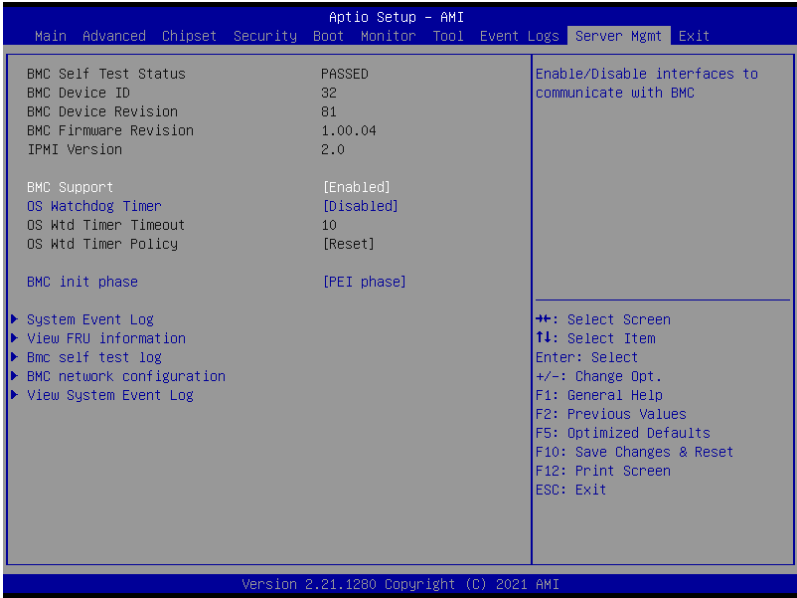 Aptio Setup – AMI
Main Advanced Chipset Security Boot Monitor Tool Event Logs Server Mgmt Exit
BMC Self Test Status PASSED
BMC Device ID 32
BMC Device Revision 81
BMC Firmware Revision 1.00.04
IPMI Version 2.0
BMC Support [Enabled]
OS Watchdog Timer [Disabled]
OS Wtd Timer Timeout 10
OS Wtd Timer Policy [Reset]
BMC init phase [PEI phase]
System Event Log
View FRU information
Bmc self test log
BMC network configuration
View System Event Log
Enable/Disable interfaces to
communicate with BMC
→←: Select Screen
↑↓: Select Item
Enter: Select
+/-: Change Opt.
F1: General Help
F2: Previous Values
F5: Optimized Defaults
F10: Save Changes & Reset
F12: Print Screen
ESC: Exit
Version 2.21.1280 Copyright (C) 2021 AMI